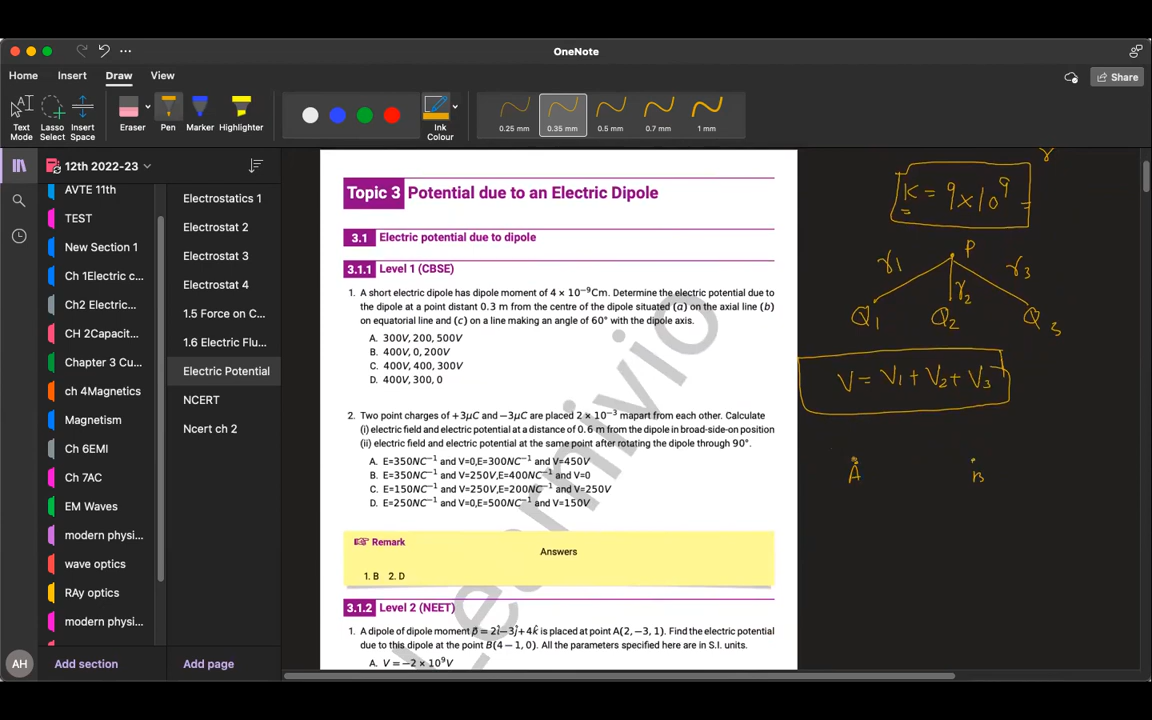 OneNote
Home Insert Draw View
Share
Text Mode
Lasso Select
Insert Space
Eraser
Pen
Marker
Highlighter
Ink Colour
0.25 mm
0.35 mm
0.5 mm
0.7 mm
1 mm
12th 2022-23
AVTE 11th
TEST
New Section 1
Ch 1Electric c...
Ch2 Electric...
CH 2Capacit...
Chapter 3 Cu...
ch 4Magnetics
Magnetism
Ch 6EMI
Ch 7AC
EM Waves
modern physi...
wave optics
RAy optics
modern physi...
AH
Add section
Electrostatics 1
Electrostat 2
Electrostat 3
Electrostat 4
1.5 Force on C...
1.6 Electric Flu...
Electric Potential
NCERT
Ncert ch 2
Add page
Topic 3 Potential due to an Electric Dipole
3.1 Electric potential due to dipole
3.1.1 Level 1 (CBSE)
1. A short electric dipole has dipole moment of 4 × 10⁻⁹Cm. Determine the electric potential due to
the dipole at a point distant 0.3 m from the centre of the dipole situated (a) on the axial line (b)
on equatorial line and (c) on a line making an angle of 60° with the dipole axis.
A. 300V, 200, 500V
B. 400V, 0, 200V
C. 400V, 400, 300V
D. 400V, 300, 0
2. Two point charges of +3μC and −3μC are placed 2 × 10⁻³ mapart from each other. Calculate
(i) electric field and electric potential at a distance of 0.6 m from the dipole in broad-side-on position
(ii) electric field and electric potential at the same point after rotating the dipole through 90°.
A. E=350NC⁻¹ and V=0,E=300NC⁻¹ and V=450V
B. E=350NC⁻¹ and V=250V,E=400NC⁻¹ and V=0
C. E=150NC⁻¹ and V=250V,E=200NC⁻¹ and V=250V
D. E=250NC⁻¹ and V=0,E=500NC⁻¹ and V=150V
Remark
Answers
1. B 2. D
3.1.2 Level 2 (NEET)
1. A dipole of dipole moment p⃗ = 2î−3ĵ+4k̂ is placed at point A(2, −3, 1). Find the electric potential
due to this dipole at the point B(4 − 1, 0). All the parameters specified here are in S.I. units.
A. V = −2 × 10⁹V
Learnivio
r
K = 9×10⁹
P
r₁ r₂ r₃
Q₁ Q₂ Q₃
V = V₁ + V₂ + V₃
A B